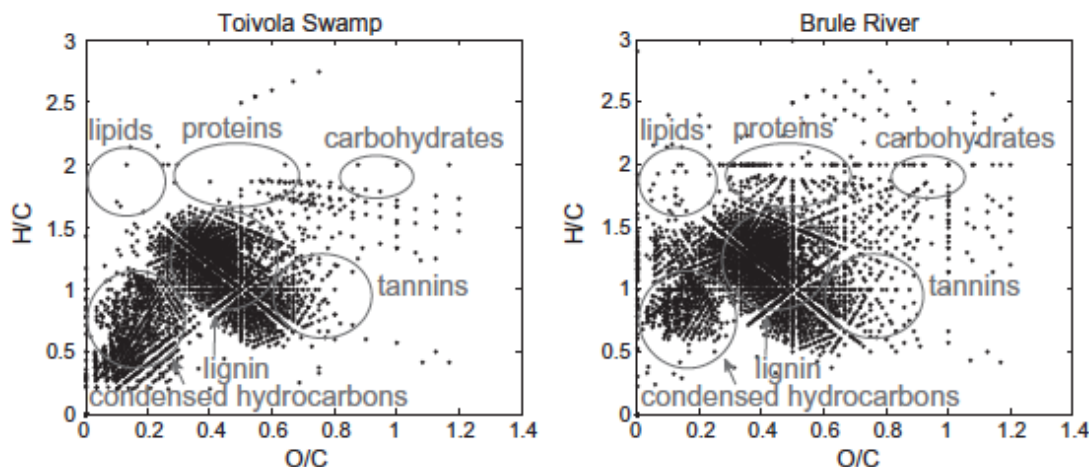 Toivola Swamp
3
2.5
2
1.5
1
0.5
0
H/C
lipids
proteins
carbohydrates
tannins
lignin
condensed hydrocarbons
0
0.2
0.4
0.6
0.8
1
1.2
1.4
O/C
Brule River
3
2.5
2
1.5
1
0.5
0
H/C
lipids
proteins
carbohydrates
tannins
lignin
condensed hydrocarbons
0
0.2
0.4
0.6
0.8
1
1.2
1.4
O/C